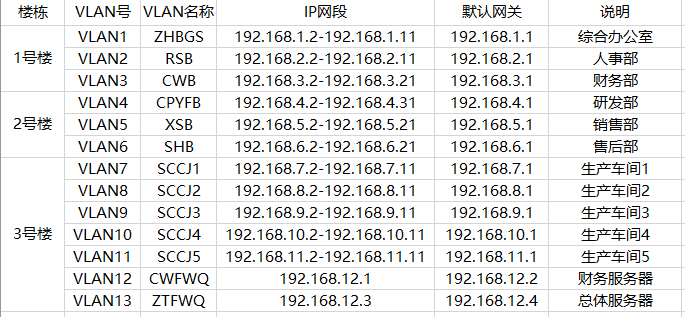 楼栋 VLAN号 VLAN名称 IP网段 默认网关 说明
1号楼 VLAN1 ZHBGS 192.168.1.2-192.168.1.11 192.168.1.1 综合办公室
VLAN2 RSB 192.168.2.2-192.168.2.11 192.168.2.1 人事部
VLAN3 CWB 192.168.3.2-192.168.3.21 192.168.3.1 财务部
2号楼 VLAN4 CPYFB 192.168.4.2-192.168.4.31 192.168.4.1 研发部
VLAN5 XSB 192.168.5.2-192.168.5.21 192.168.5.1 销售部
VLAN6 SHB 192.168.6.2-192.168.6.21 192.168.6.1 售后部
3号楼 VLAN7 SCCJ1 192.168.7.2-192.168.7.11 192.168.7.1 生产车间1
VLAN8 SCCJ2 192.168.8.2-192.168.8.11 192.168.8.1 生产车间2
VLAN9 SCCJ3 192.168.9.2-192.168.9.11 192.168.9.1 生产车间3
VLAN10 SCCJ4 192.168.10.2-192.168.10.11 192.168.10.1 生产车间4
VLAN11 SCCJ5 192.168.11.2-192.168.11.11 192.168.11.1 生产车间5
VLAN12 CWFWQ 192.168.12.1 192.168.12.2 财务服务器
VLAN13 ZTFWQ 192.168.12.3 192.168.12.4 总体服务器